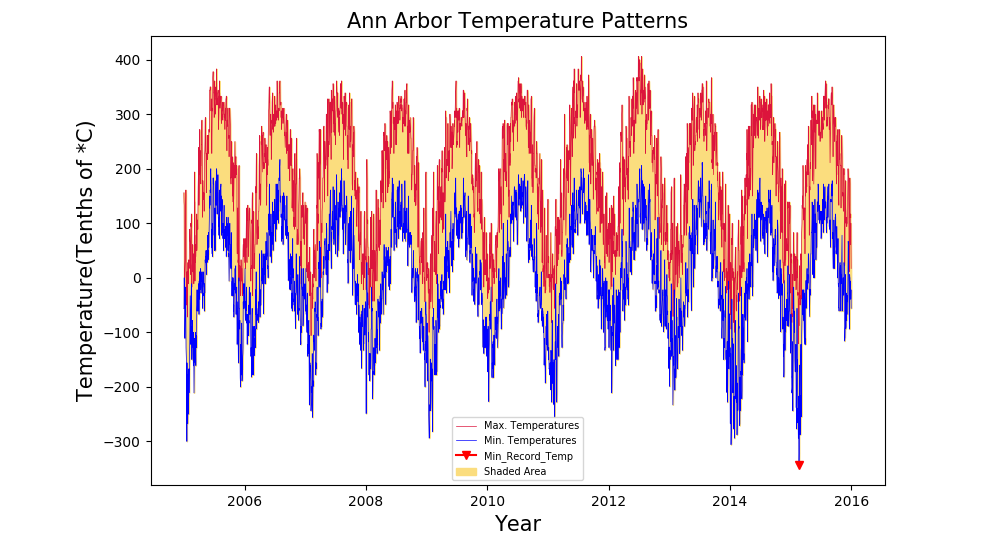 Ann Arbor Temperature Patterns
Temperature(Tenths of *C)
400
300
200
100
0
−100
−200
−300
Max. Temperatures
Min. Temperatures
Min_Record_Temp
Shaded Area
2006 2008 2010 2012 2014 2016
Year